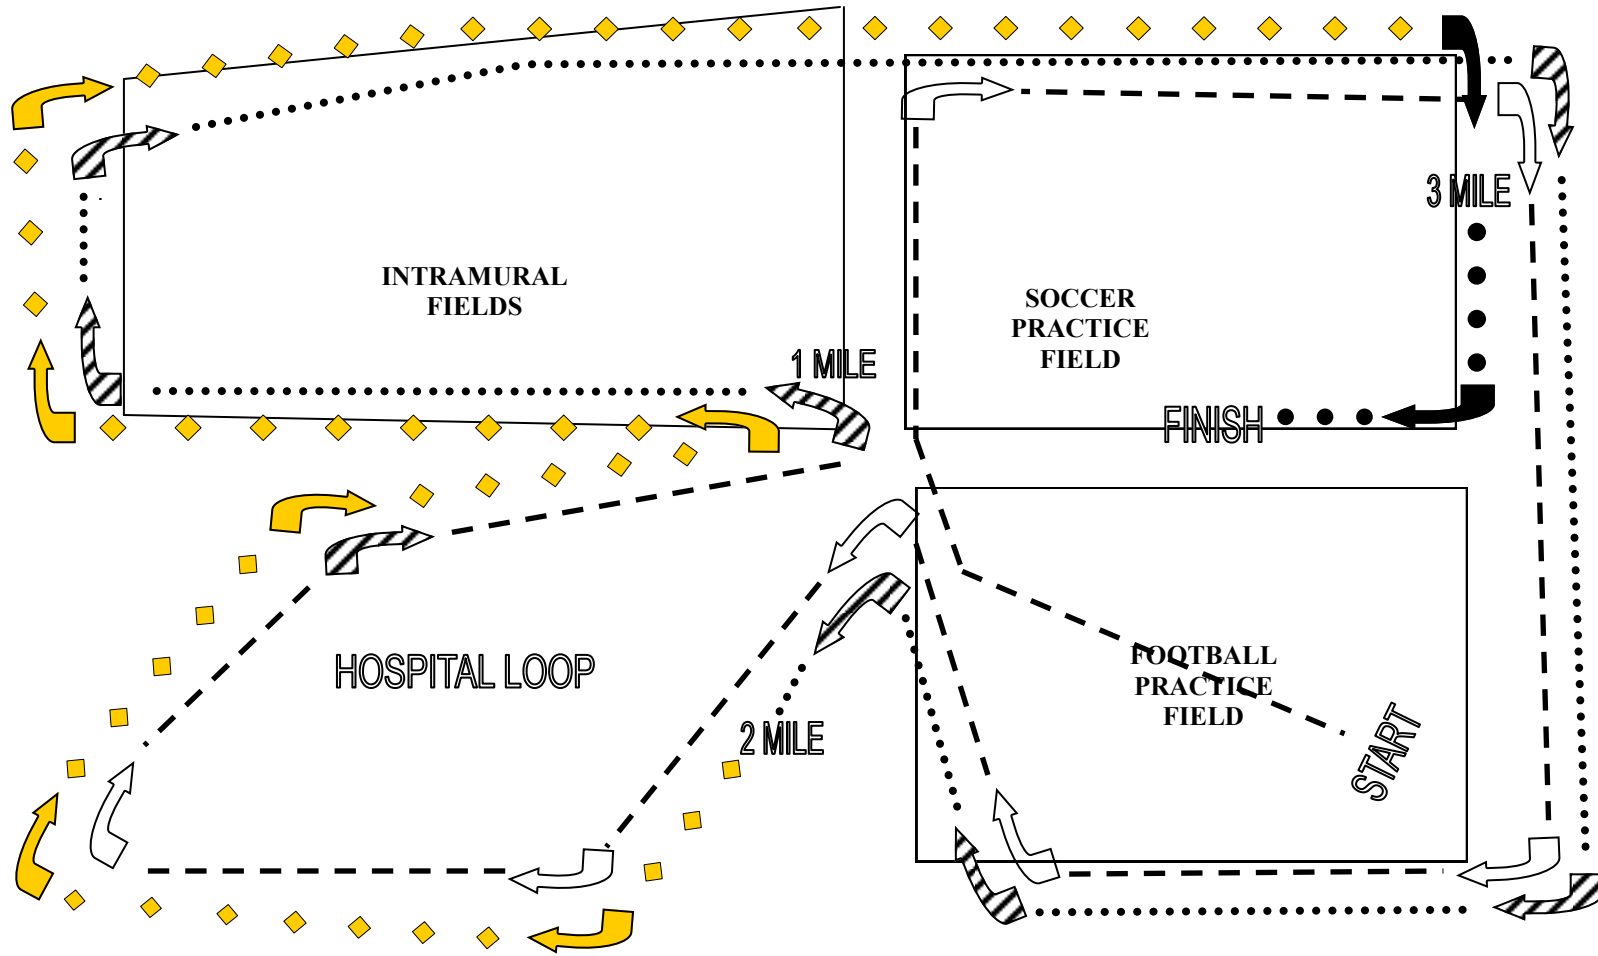 3 MILE
INTRAMURAL
FIELDS
SOCCER
PRACTICE
FIELD
1 MILE
FINISH
HOSPITAL LOOP
FOOTBALL
PRACTICE
FIELD
2 MILE
START